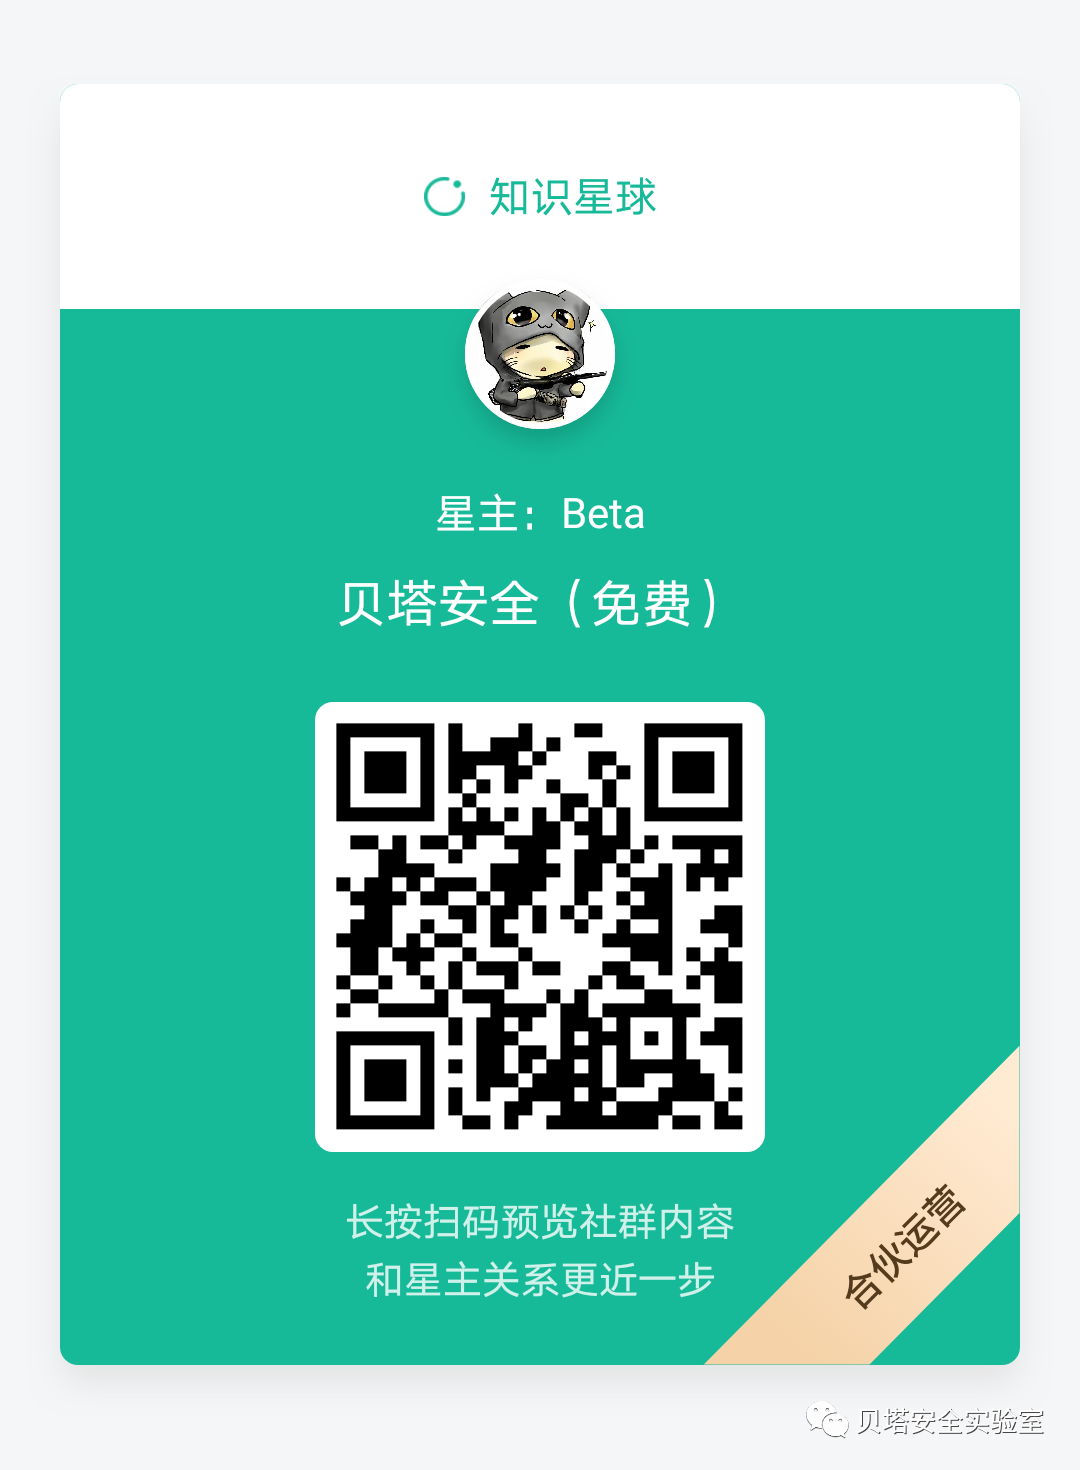 知识星球
星主：Beta
贝塔安全（免费）
长按扫码预览社群内容
和星主关系更近一步
合伙运营
贝塔安全实验室